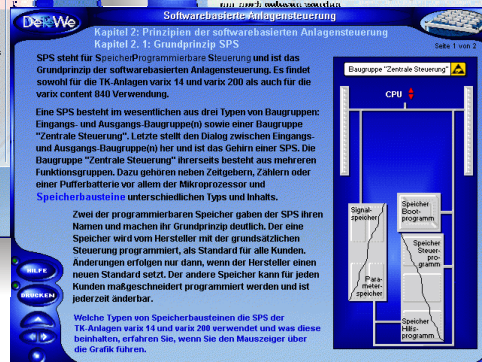 Softwarebasierte Anlagensteuerung
DeTeWe
Kapitel 2: Prinzipien der softwarebasierten Anlagensteuerung
Kapitel 2. 1: Grundprinzip SPS
Seite 1 von 2
SPS steht für SpeicherProgrammierbare Steuerung und ist das
Grundprinzip der softwarebasierten Anlagensteuerung. Es findet
sowohl für die TK-Anlagen varix 14 und varix 200 als auch für die
varix content 840 Verwendung.
Eine SPS besteht im wesentlichen aus drei Typen von Baugruppen:
Eingangs- und Ausgangs-Baugruppe(n) sowie einer Baugruppe
"Zentrale Steuerung". Letzte stellt den Dialog zwischen Eingangs-
und Ausgangs-Baugruppe(n) her und ist das Gehirn einer SPS. Die
Baugruppe "Zentrale Steuerung" ihrerseits besteht aus mehreren
Funktionsgruppen. Dazu gehören neben Zeitgebern, Zählern oder
einer Pufferbatterie vor allem der Mikroprozessor und
Speicherbausteine unterschiedlichen Typs und Inhalts.
Zwei der programmierbaren Speicher gaben der SPS ihren
Namen und machen ihr Grundprinzip deutlich. Der eine
Speicher wird vom Hersteller mit der grundsätzlichen
Steuerung programmiert, als Standard für alle Kunden.
Änderungen erfolgen nur dann, wenn der Hersteller einen
neuen Standard setzt. Der andere Speicher kann für jeden
Kunden maßgeschneidert programmiert werden und ist
jederzeit änderbar.
Welche Typen von Speicherbausteinen die SPS der
TK-Anlagen varix 14 und varix 200 verwendet und was diese
beinhalten, erfahren Sie, wenn Sie den Mauszeiger über
die Grafik führen.
HILFE
DRUCKEN
Baugruppe "Zentrale Steuerung"
CPU
Signal-
speicher
Para-
meter-
speicher
Speicher
Boot-
programm
Speicher
Steuer-
pro-
gramm
Speicher
Hilfs-
programm